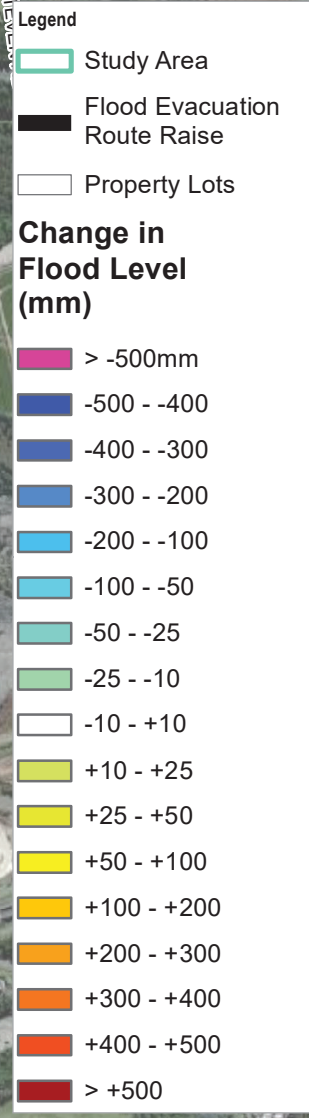 Legend
Study Area
Flood Evacuation
Route Raise
Property Lots
Change in
Flood Level
(mm)
> -500mm
-500 - -400
-400 - -300
-300 - -200
-200 - -100
-100 - -50
-50 - -25
-25 - -10
-10 - +10
+10 - +25
+25 - +50
+50 - +100
+100 - +200
+200 - +300
+300 - +400
+400 - +500
> +500